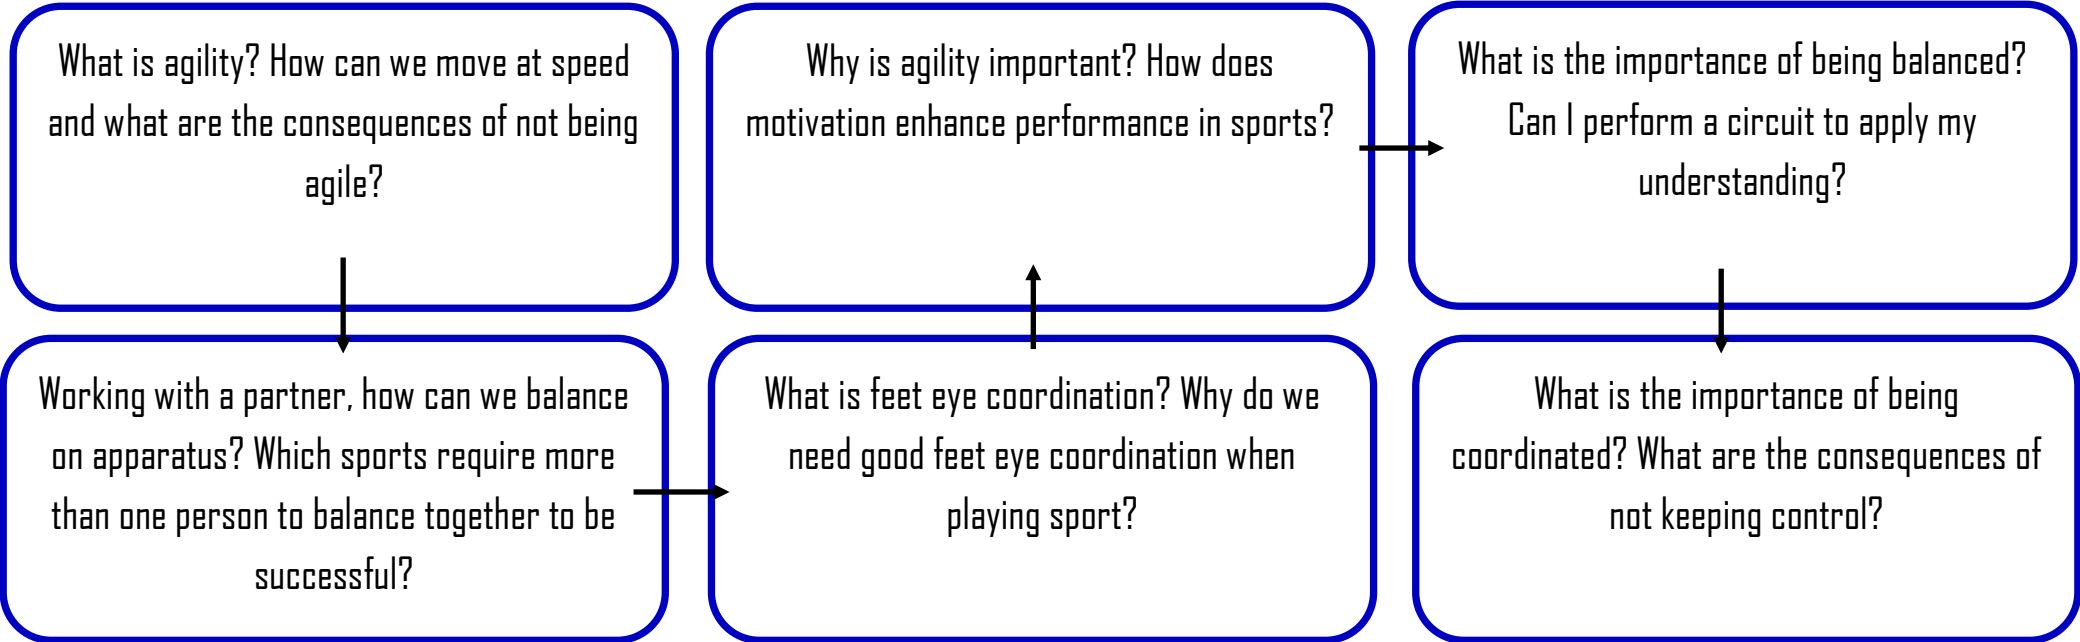 What is agility? How can we move at speed
and what are the consequences of not being
agile?
Working with a partner, how can we balance
on apparatus? Which sports require more
than one person to balance together to be
successful?
What is feet eye coordination? Why do we
need good feet eye coordination when
playing sport?
Why is agility important? How does
motivation enhance performance in sports?
What is the importance of being balanced?
Can I perform a circuit to apply my
understanding?
What is the importance of being
coordinated? What are the consequences of
not keeping control?